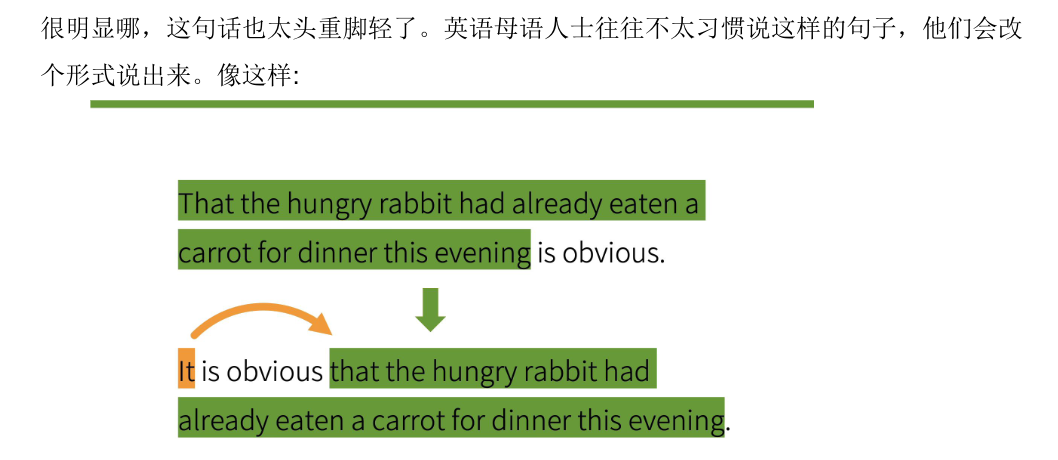 很明显哪，这句话也太头重脚轻了。英语母语人士往往不太习惯说这样的句子，他们会改
个形式说出来。像这样:
That the hungry rabbit had already eaten a
carrot for dinner this evening is obvious.
It is obvious that the hungry rabbit had
already eaten a carrot for dinner this evening.